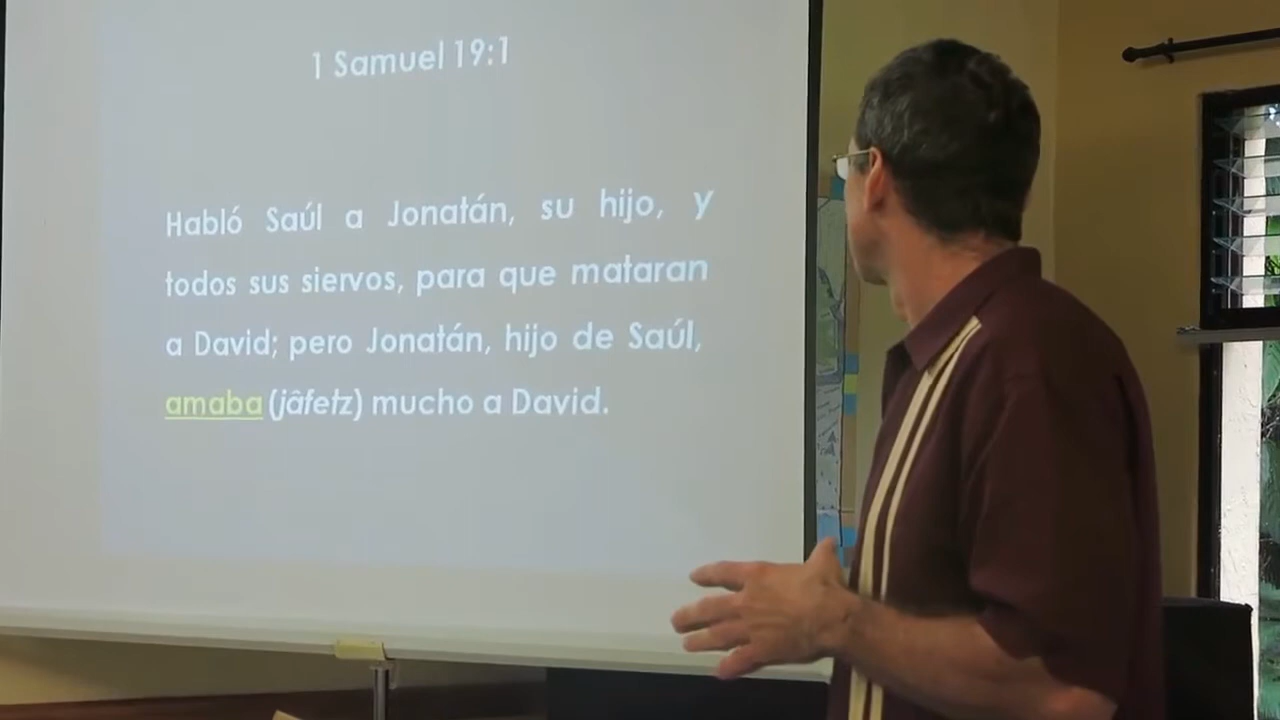 1 Samuel 19:1
Habló Saúl a Jonatán, su hijo, y
todos sus siervos, para que mataran
a David; pero Jonatán, hijo de Saúl,
amaba (jâfetz) mucho a David.